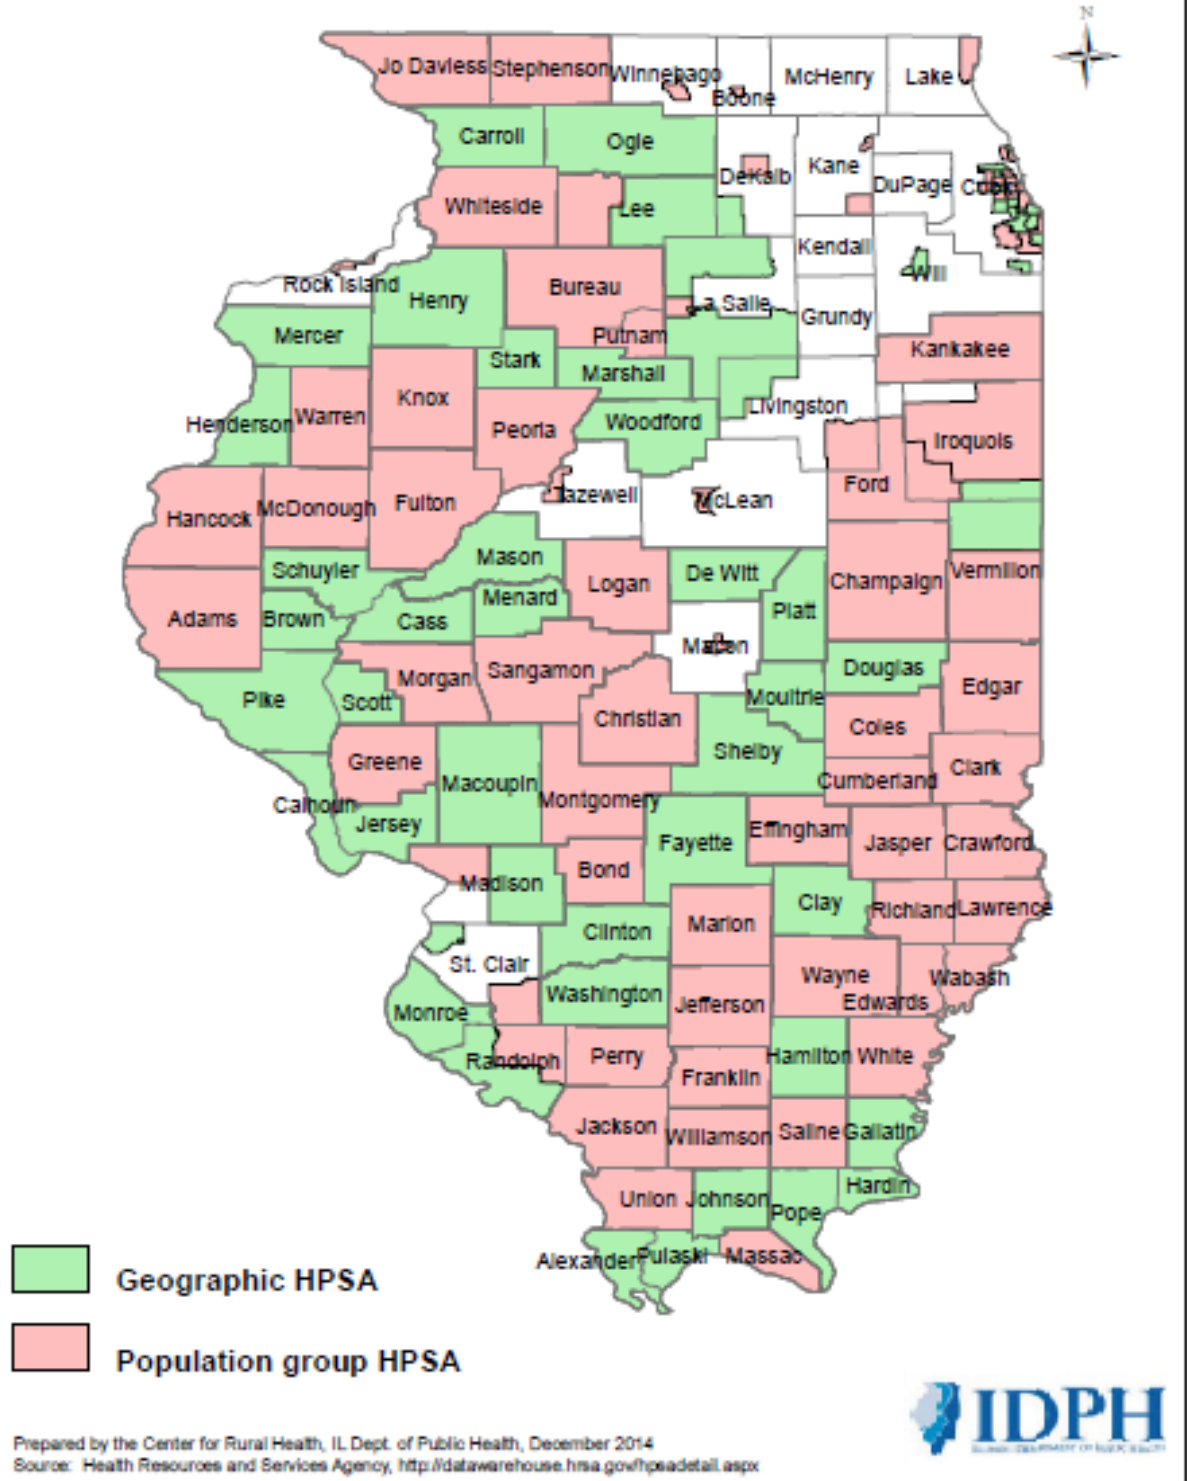 N
Jo Daviess Stephenson Winnebago Boone McHenry Lake
Carroll Ogle DeKalb Kane DuPage Cook
Whiteside Lee Kendall Will
Rock Island Henry Bureau La Salle Grundy
Mercer Stark Putnam Marshall Kankakee
Henderson Warren Knox Peoria Woodford Livingston Iroquois
Hancock McDonough Fulton Tazewell McLean Ford
Schuyler Mason Logan De Witt Champaign Vermilion
Adams Brown Cass Menard Macon Piatt
Pike Scott Morgan Sangamon Christian Moultrie Douglas Edgar
Greene Macoupin Montgomery Shelby Coles Cumberland Clark
Calhoun Jersey Fayette Effingham Jasper Crawford
Madison Bond Marion Clay Richland Lawrence
St. Clair Clinton Wayne Edwards Wabash
Monroe Washington Jefferson
Randolph Perry Franklin Hamilton White
Jackson Williamson Saline Gallatin
Union Johnson Pope Hardin
Alexander Pulaski Massac
Geographic HPSA
Population group HPSA
IDPH
Prepared by the Center for Rural Health, IL Dept. of Public Health, December 2014
Source: Health Resources and Services Agency, http://datawarehouse.hrsa.gov/hpsadetail.aspx